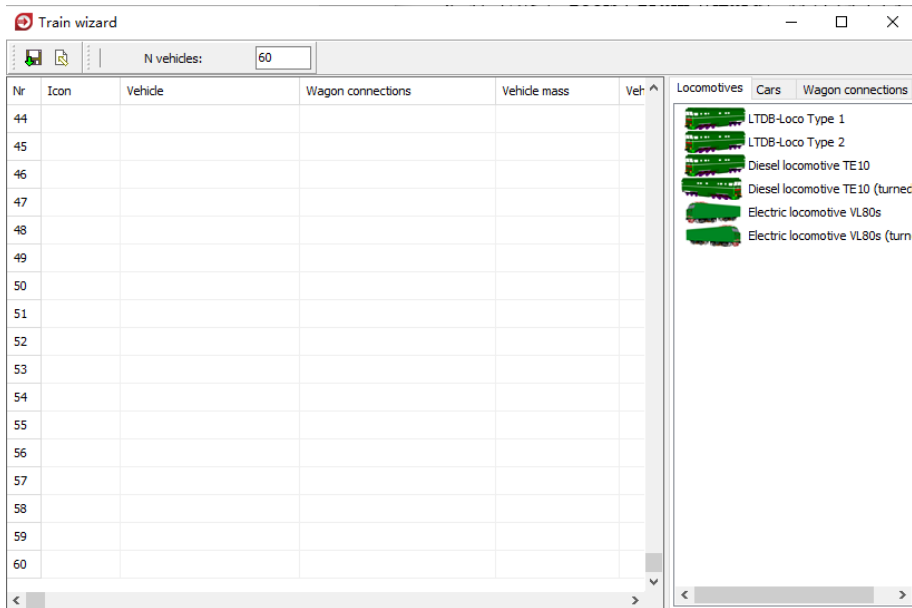 Train wizard
N vehicles: 60
Nr Icon Vehicle Wagon connections Vehicle mass Veh
44
45
46
47
48
49
50
51
52
53
54
55
56
57
58
59
60
Locomotives Cars Wagon connections
LTDB-Loco Type 1
LTDB-Loco Type 2
Diesel locomotive TE10
Diesel locomotive TE10 (turned
Electric locomotive VL80s
Electric locomotive VL80s (turn